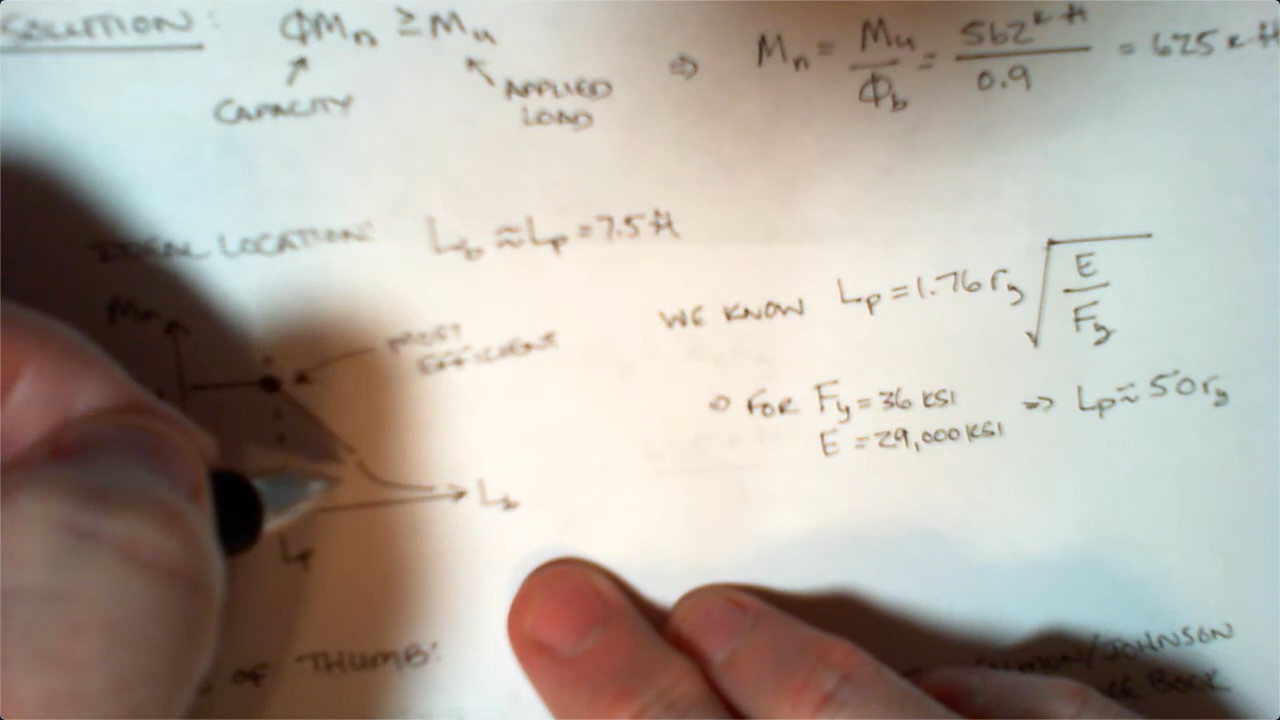 SOLUTION: ΦMn ≥ Mu
CAPACITY
APPLIED
LOAD
⇒ Mn = Mu/Φb = 562 k-ft/0.9 = 625 k-ft
LOCATION: Lb ≈ Lp = 7.5 ft
Mn
MOST
EFFICIENT
Lb
Lp
WE KNOW Lp = 1.76 ry √(E/Fy)
⇒ FOR Fy = 36 KSI ⇒ Lp ≈ 50 ry
E = 29,000 KSI
OF THUMB:
/JOHNSON
BOOK